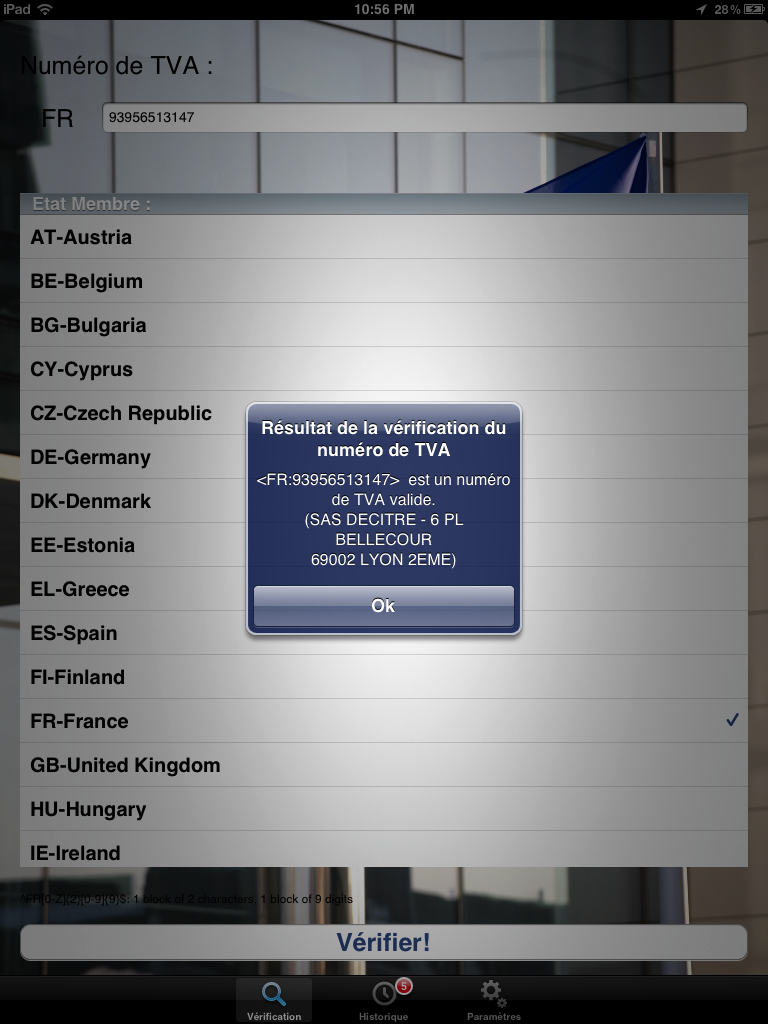 iPad 10:56 PM 28%
Numéro de TVA :
FR 93956513147
Etat Membre :
AT-Austria
BE-Belgium
BG-Bulgaria
CY-Cyprus
CZ-Czech Republic
DE-Germany
DK-Denmark
EE-Estonia
EL-Greece
ES-Spain
FI-Finland
FR-France
GB-United Kingdom
HU-Hungary
IE-Ireland
Résultat de la vérification du
numéro de TVA
<FR:93956513147> est un numéro
de TVA valide.
(SAS DECITRE - 6 PL
BELLECOUR
69002 LYON 2EME)
Ok
^FR[0-Z]{2}[0-9]{9}$: 1 block of 2 characters, 1 block of 9 digits
Vérifier!
5
Vérification Historique Paramètres